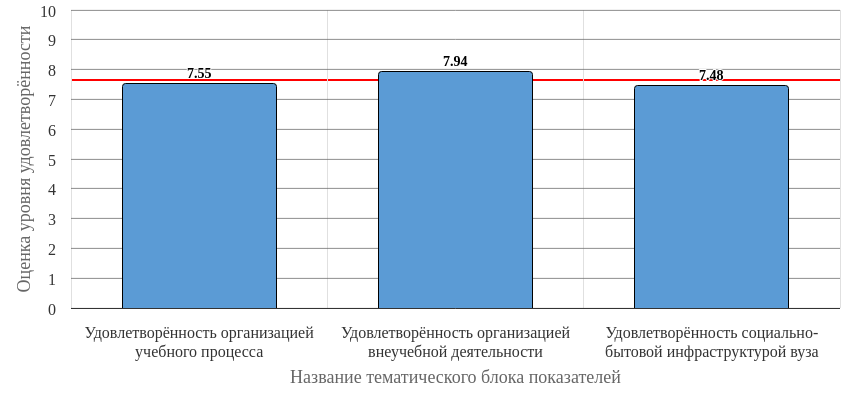 Оценка уровня удовлетворённости
10
9
8
7
6
5
4
3
2
1
0
7.55
7.94
7.48
Удовлетворённость организацией
учебного процесса
Удовлетворённость организацией
внеучебной деятельности
Удовлетворённость социально-
бытовой инфраструктурой вуза
Название тематического блока показателей